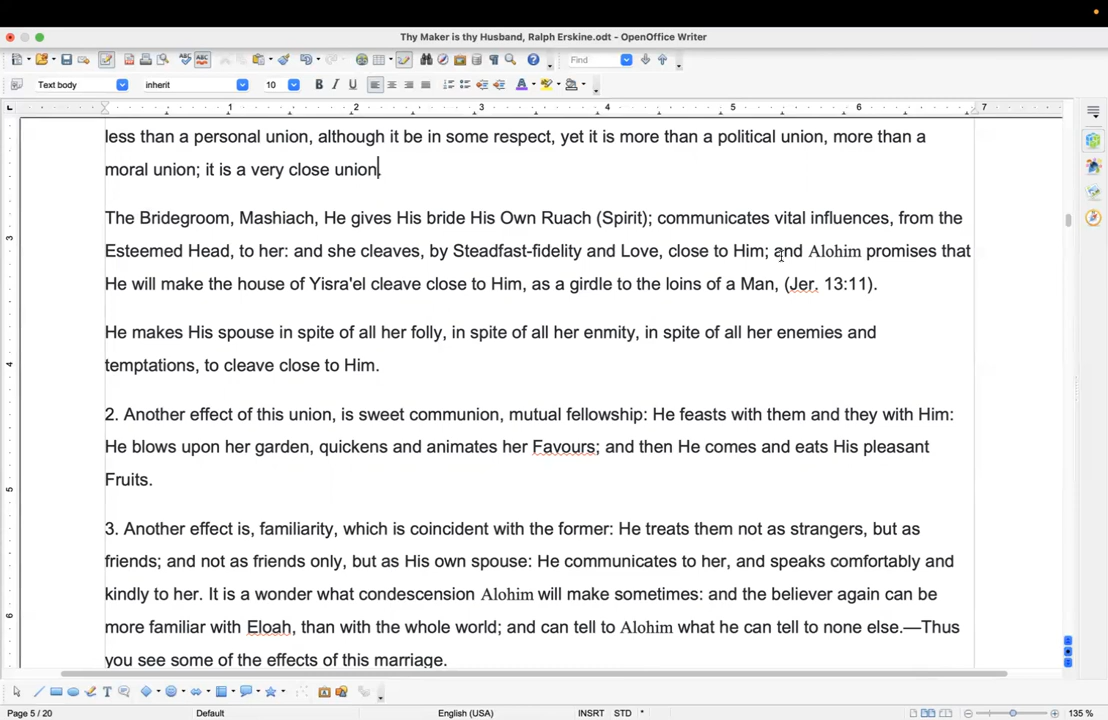 Thy Maker is thy Husband, Ralph Erskine.odt - OpenOffice Writer
Find
Text body inherit 10 B I U
1 2 3 4 5 6 7
less than a personal union, although it be in some respect, yet it is more than a political union, more than a
moral union; it is a very close union.
The Bridegroom, Mashiach, He gives His bride His Own Ruach (Spirit); communicates vital influences, from the
Esteemed Head, to her: and she cleaves, by Steadfast-fidelity and Love, close to Him; and Alohim promises that
He will make the house of Yisra'el cleave close to Him, as a girdle to the loins of a Man, (Jer. 13:11).
He makes His spouse in spite of all her folly, in spite of all her enmity, in spite of all her enemies and
temptations, to cleave close to Him.
2. Another effect of this union, is sweet communion, mutual fellowship: He feasts with them and they with Him:
He blows upon her garden, quickens and animates her Favours; and then He comes and eats His pleasant
Fruits.
3. Another effect is, familiarity, which is coincident with the former: He treats them not as strangers, but as
friends; and not as friends only, but as His own spouse: He communicates to her, and speaks comfortably and
kindly to her. It is a wonder what condescension Alohim will make sometimes: and the believer again can be
more familiar with Eloah, than with the whole world; and can tell to Alohim what he can tell to none else.—Thus
you see some of the effects of this marriage.
3
4
5
6
Page 5 / 20 Default English (USA) INSRT STD * 135 %